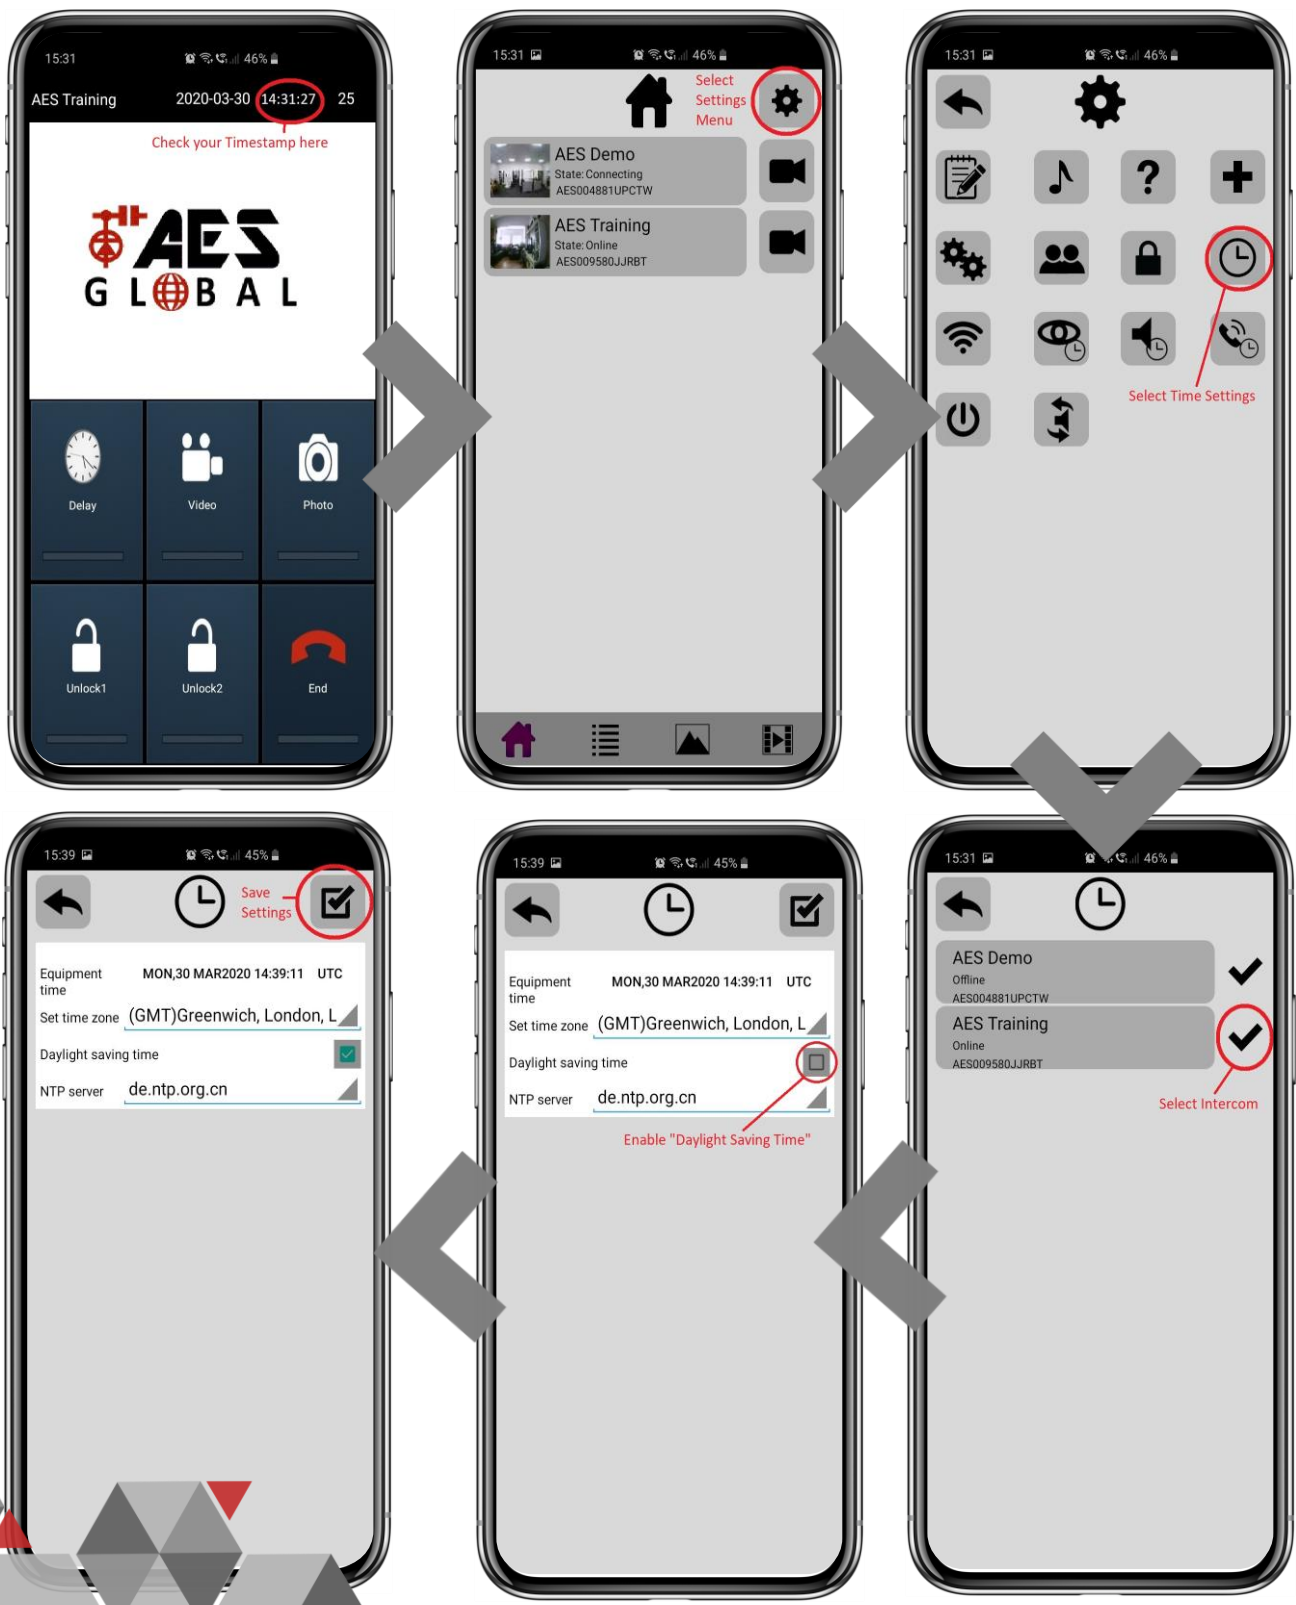 15:31 46%
AES Training 2020-03-30 14:31:27 25
Check your Timestamp here
AES
GLOBAL
Delay Video Photo
Unlock1 Unlock2 End
15:31 46%
Select
Settings
Menu
AES Demo
State: Connecting
AES004881UPCTW
AES Training
State: Online
AES009580JJRBT
15:31 46%
?
Select Time Settings
15:31 46%
AES Demo
Offline
AES004881UPCTW
AES Training
Online
AES009580JJRBT
Select Intercom
15:39 45%
Equipment MON,30 MAR2020 14:39:11 UTC
time
Set time zone (GMT)Greenwich, London, L
Daylight saving time
NTP server de.ntp.org.cn
Enable "Daylight Saving Time"
15:39 45%
Save
Settings
Equipment MON,30 MAR2020 14:39:11 UTC
time
Set time zone (GMT)Greenwich, London, L
Daylight saving time
NTP server de.ntp.org.cn